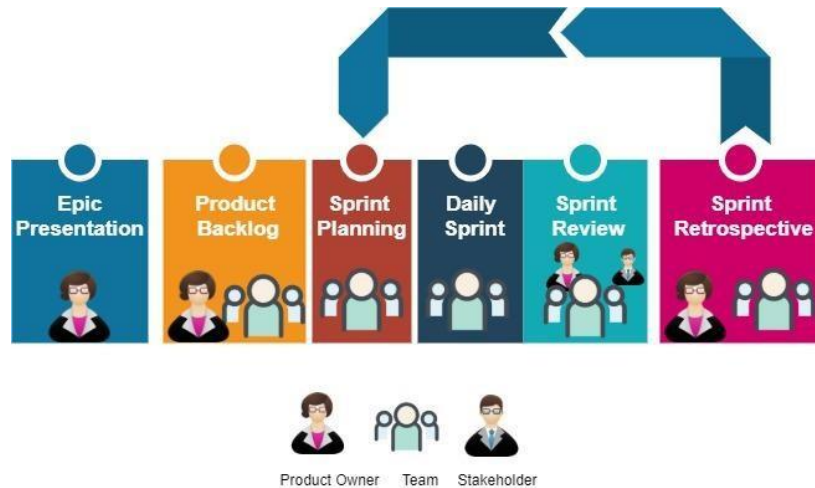 Epic
Presentation
Product
Backlog
Sprint
Planning
Daily
Sprint
Sprint
Review
Sprint
Retrospective
Product Owner
Team
Stakeholder